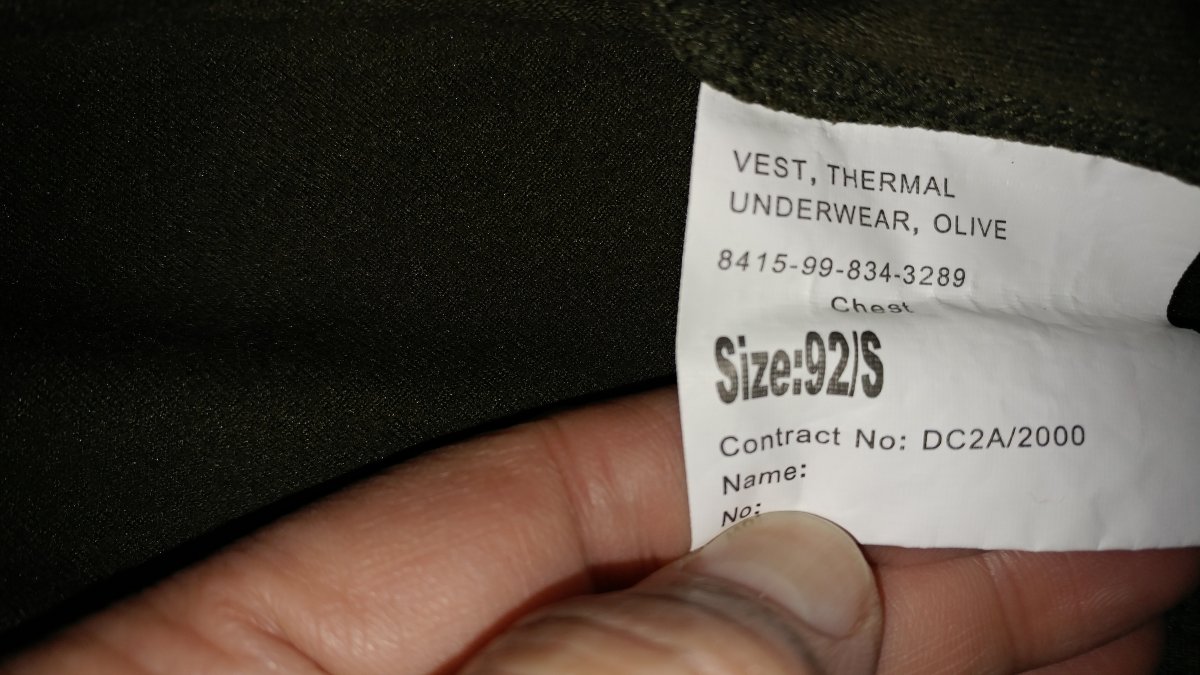 VEST, THERMAL
UNDERWEAR, OLIVE
8415-99-834-3289
Chest
Size:92/S
Contract No: DC2A/2000
Name:
No: